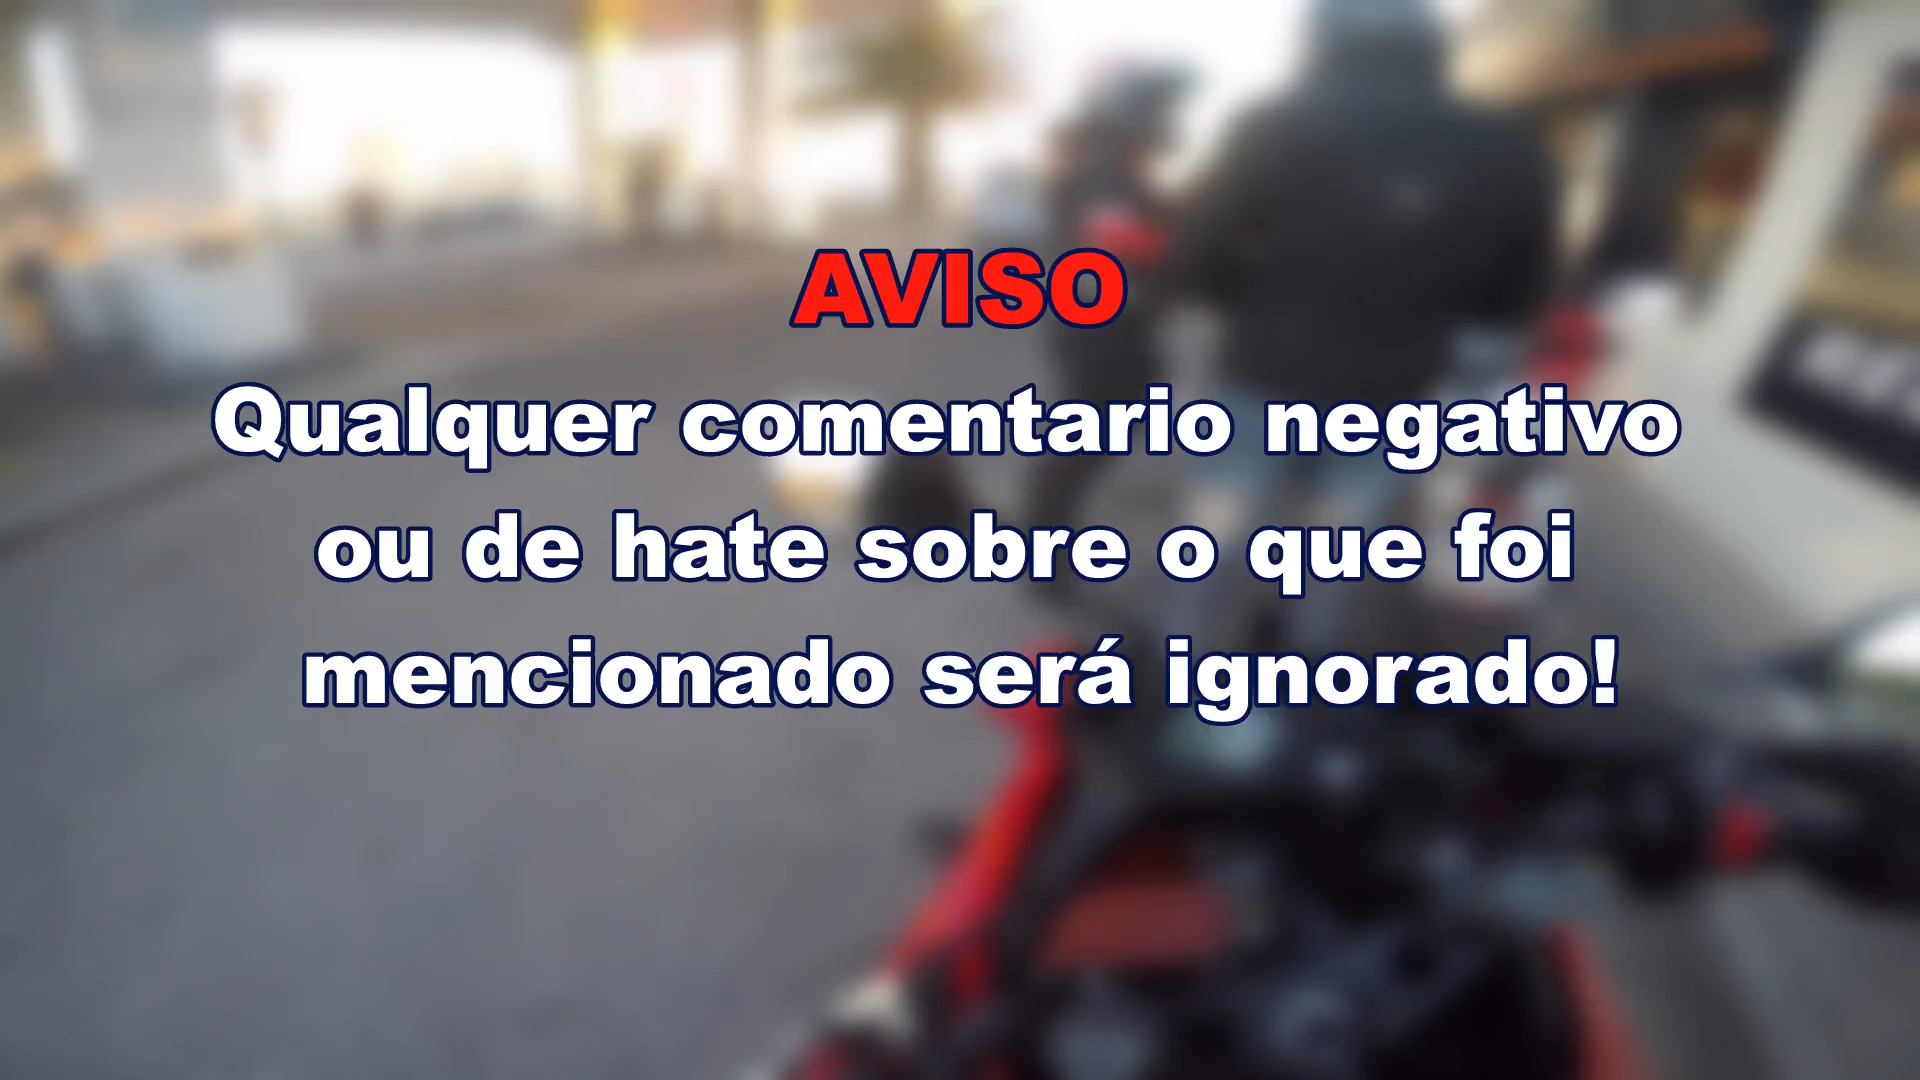 AVISO
Qualquer comentario negativo
ou de hate sobre o que foi
mencionado será ignorado!